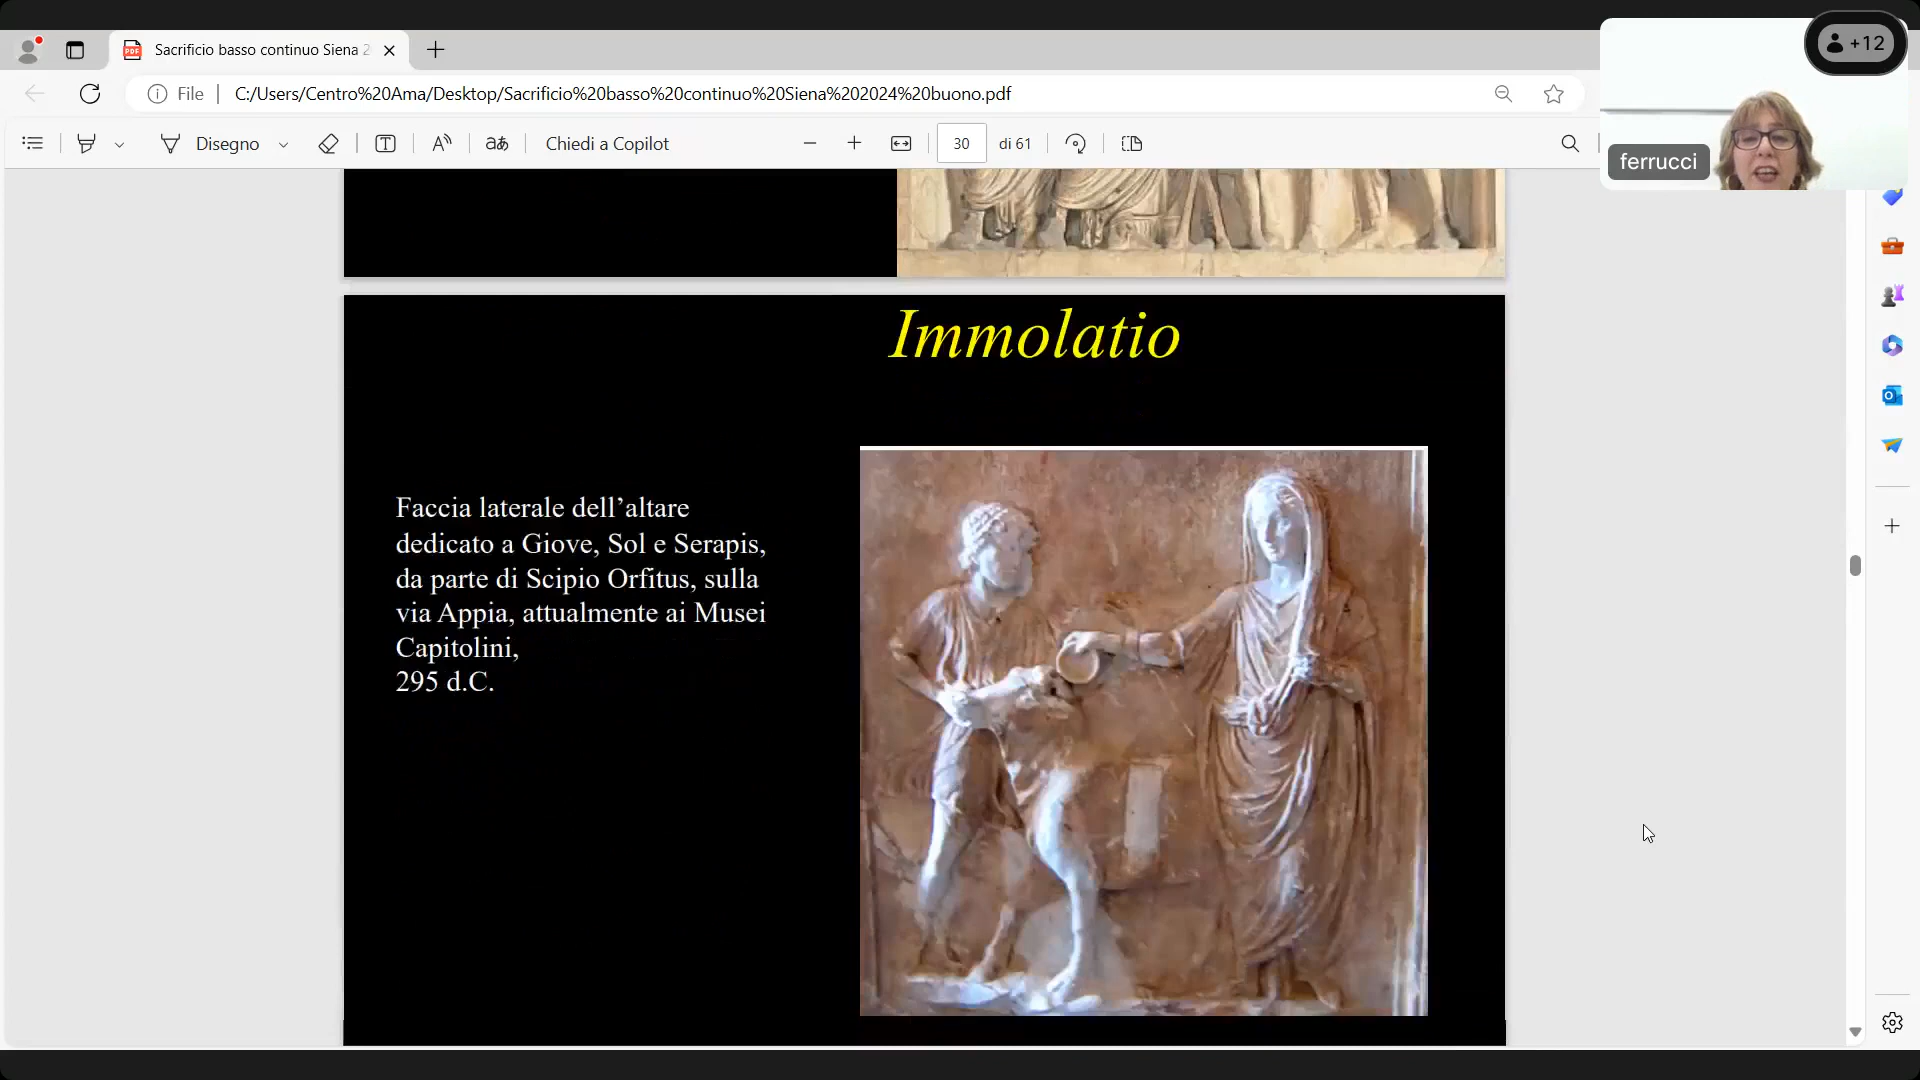 Sacrificio basso continuo Siena 2
+12
File
C:/Users/Centro%20Ama/Desktop/Sacrificio%20basso%20continuo%20Siena%202024%20buono.pdf
Disegno
Chiedi a Copilot
30
di 61
ferrucci
Immolatio
Faccia laterale dell’altare
dedicato a Giove, Sol e Serapis,
da parte di Scipio Orfitus, sulla
via Appia, attualmente ai Musei
Capitolini,
295 d.C.